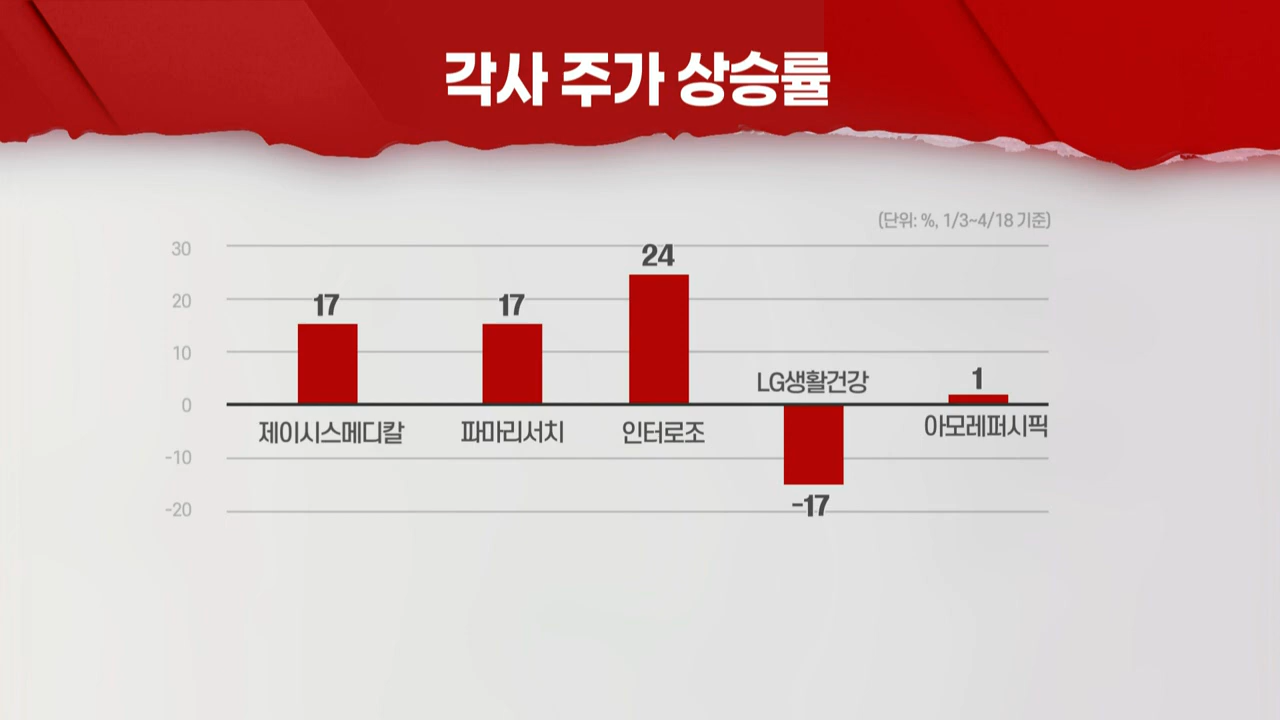 각사 주가 상승률
(단위: %, 1/3~4/18 기준)
30
20
10
0
-10
-20
17
17
24
-17
1
제이시스메디칼
파마리서치
인터로조
LG생활건강
아모레퍼시픽